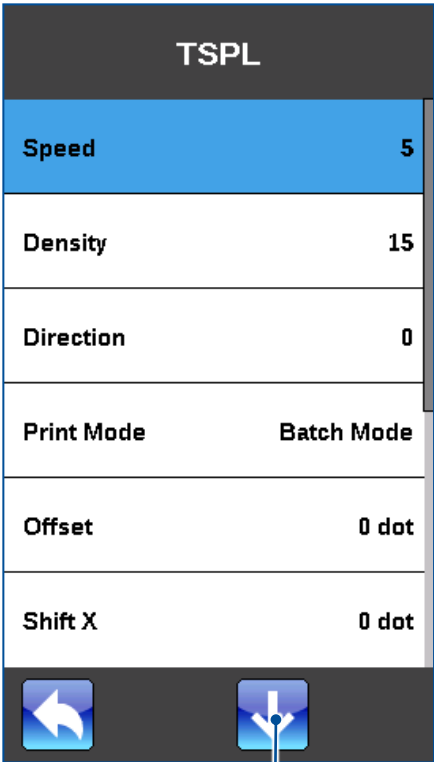 TSPL
Speed 5
Density 15
Direction 0
Print Mode Batch Mode
Offset 0 dot
Shift X 0 dot